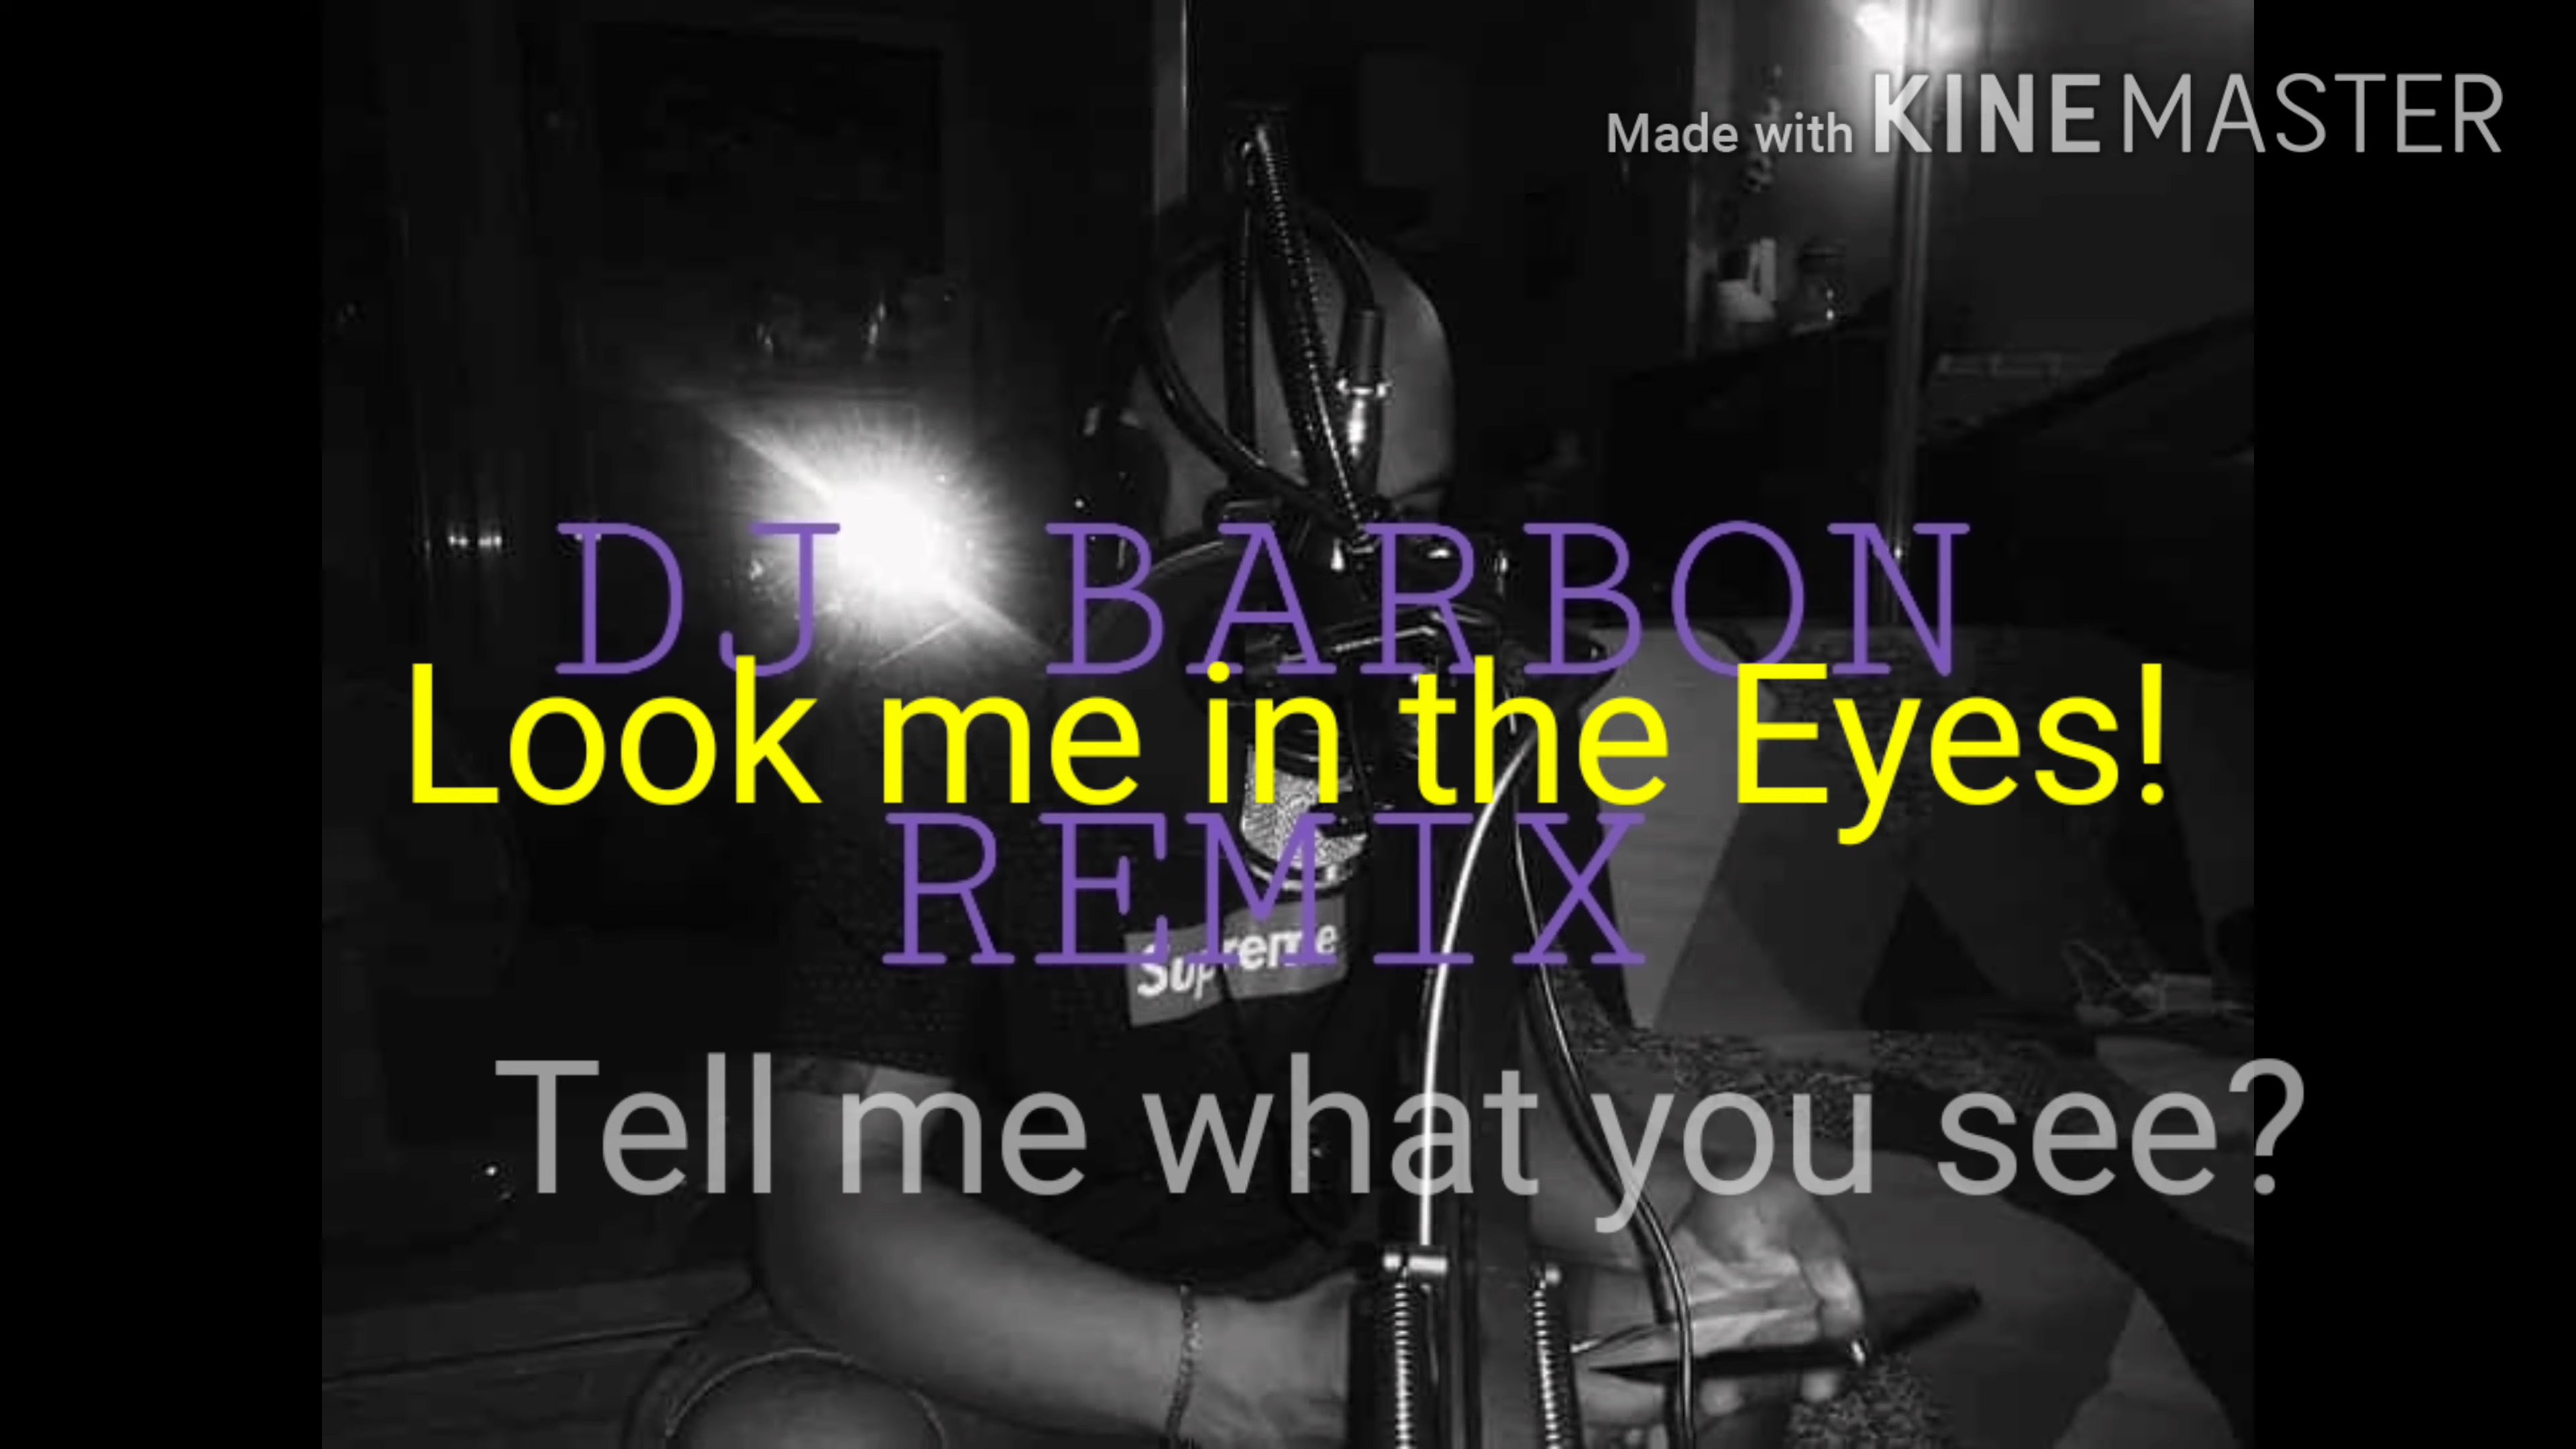 Made with KINEMASTER
DJ BARBON
Look me in the Eyes!
REMIX
Supreme
Tell me what you see?